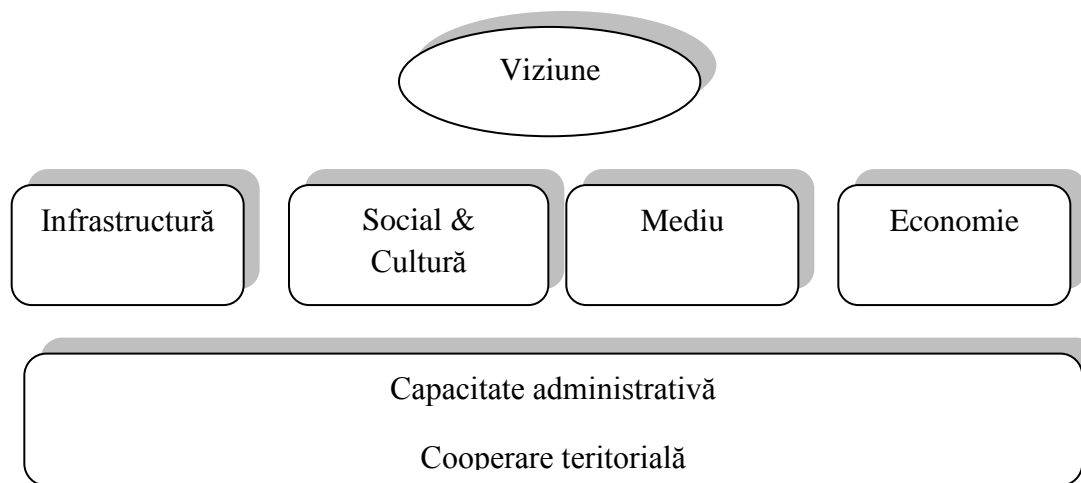 Viziune
Infrastructură
Social &
Cultură
Mediu
Economie
Capacitate administrativă
Cooperare teritorială